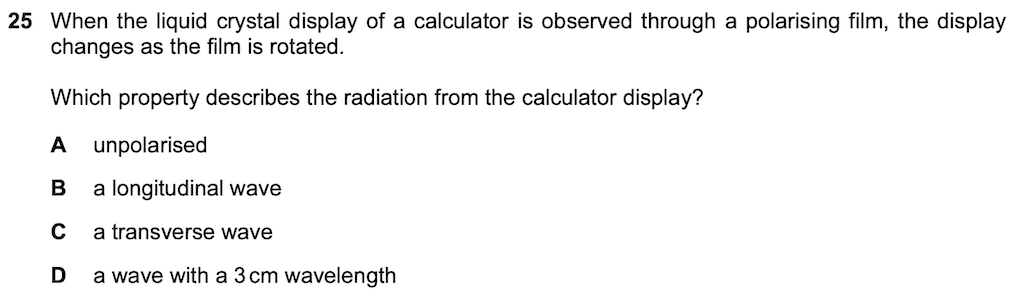 25 When the liquid crystal display of a calculator is observed through a polarising film, the display
changes as the film is rotated.
Which property describes the radiation from the calculator display?
A unpolarised
B a longitudinal wave
C a transverse wave
D a wave with a 3 cm wavelength